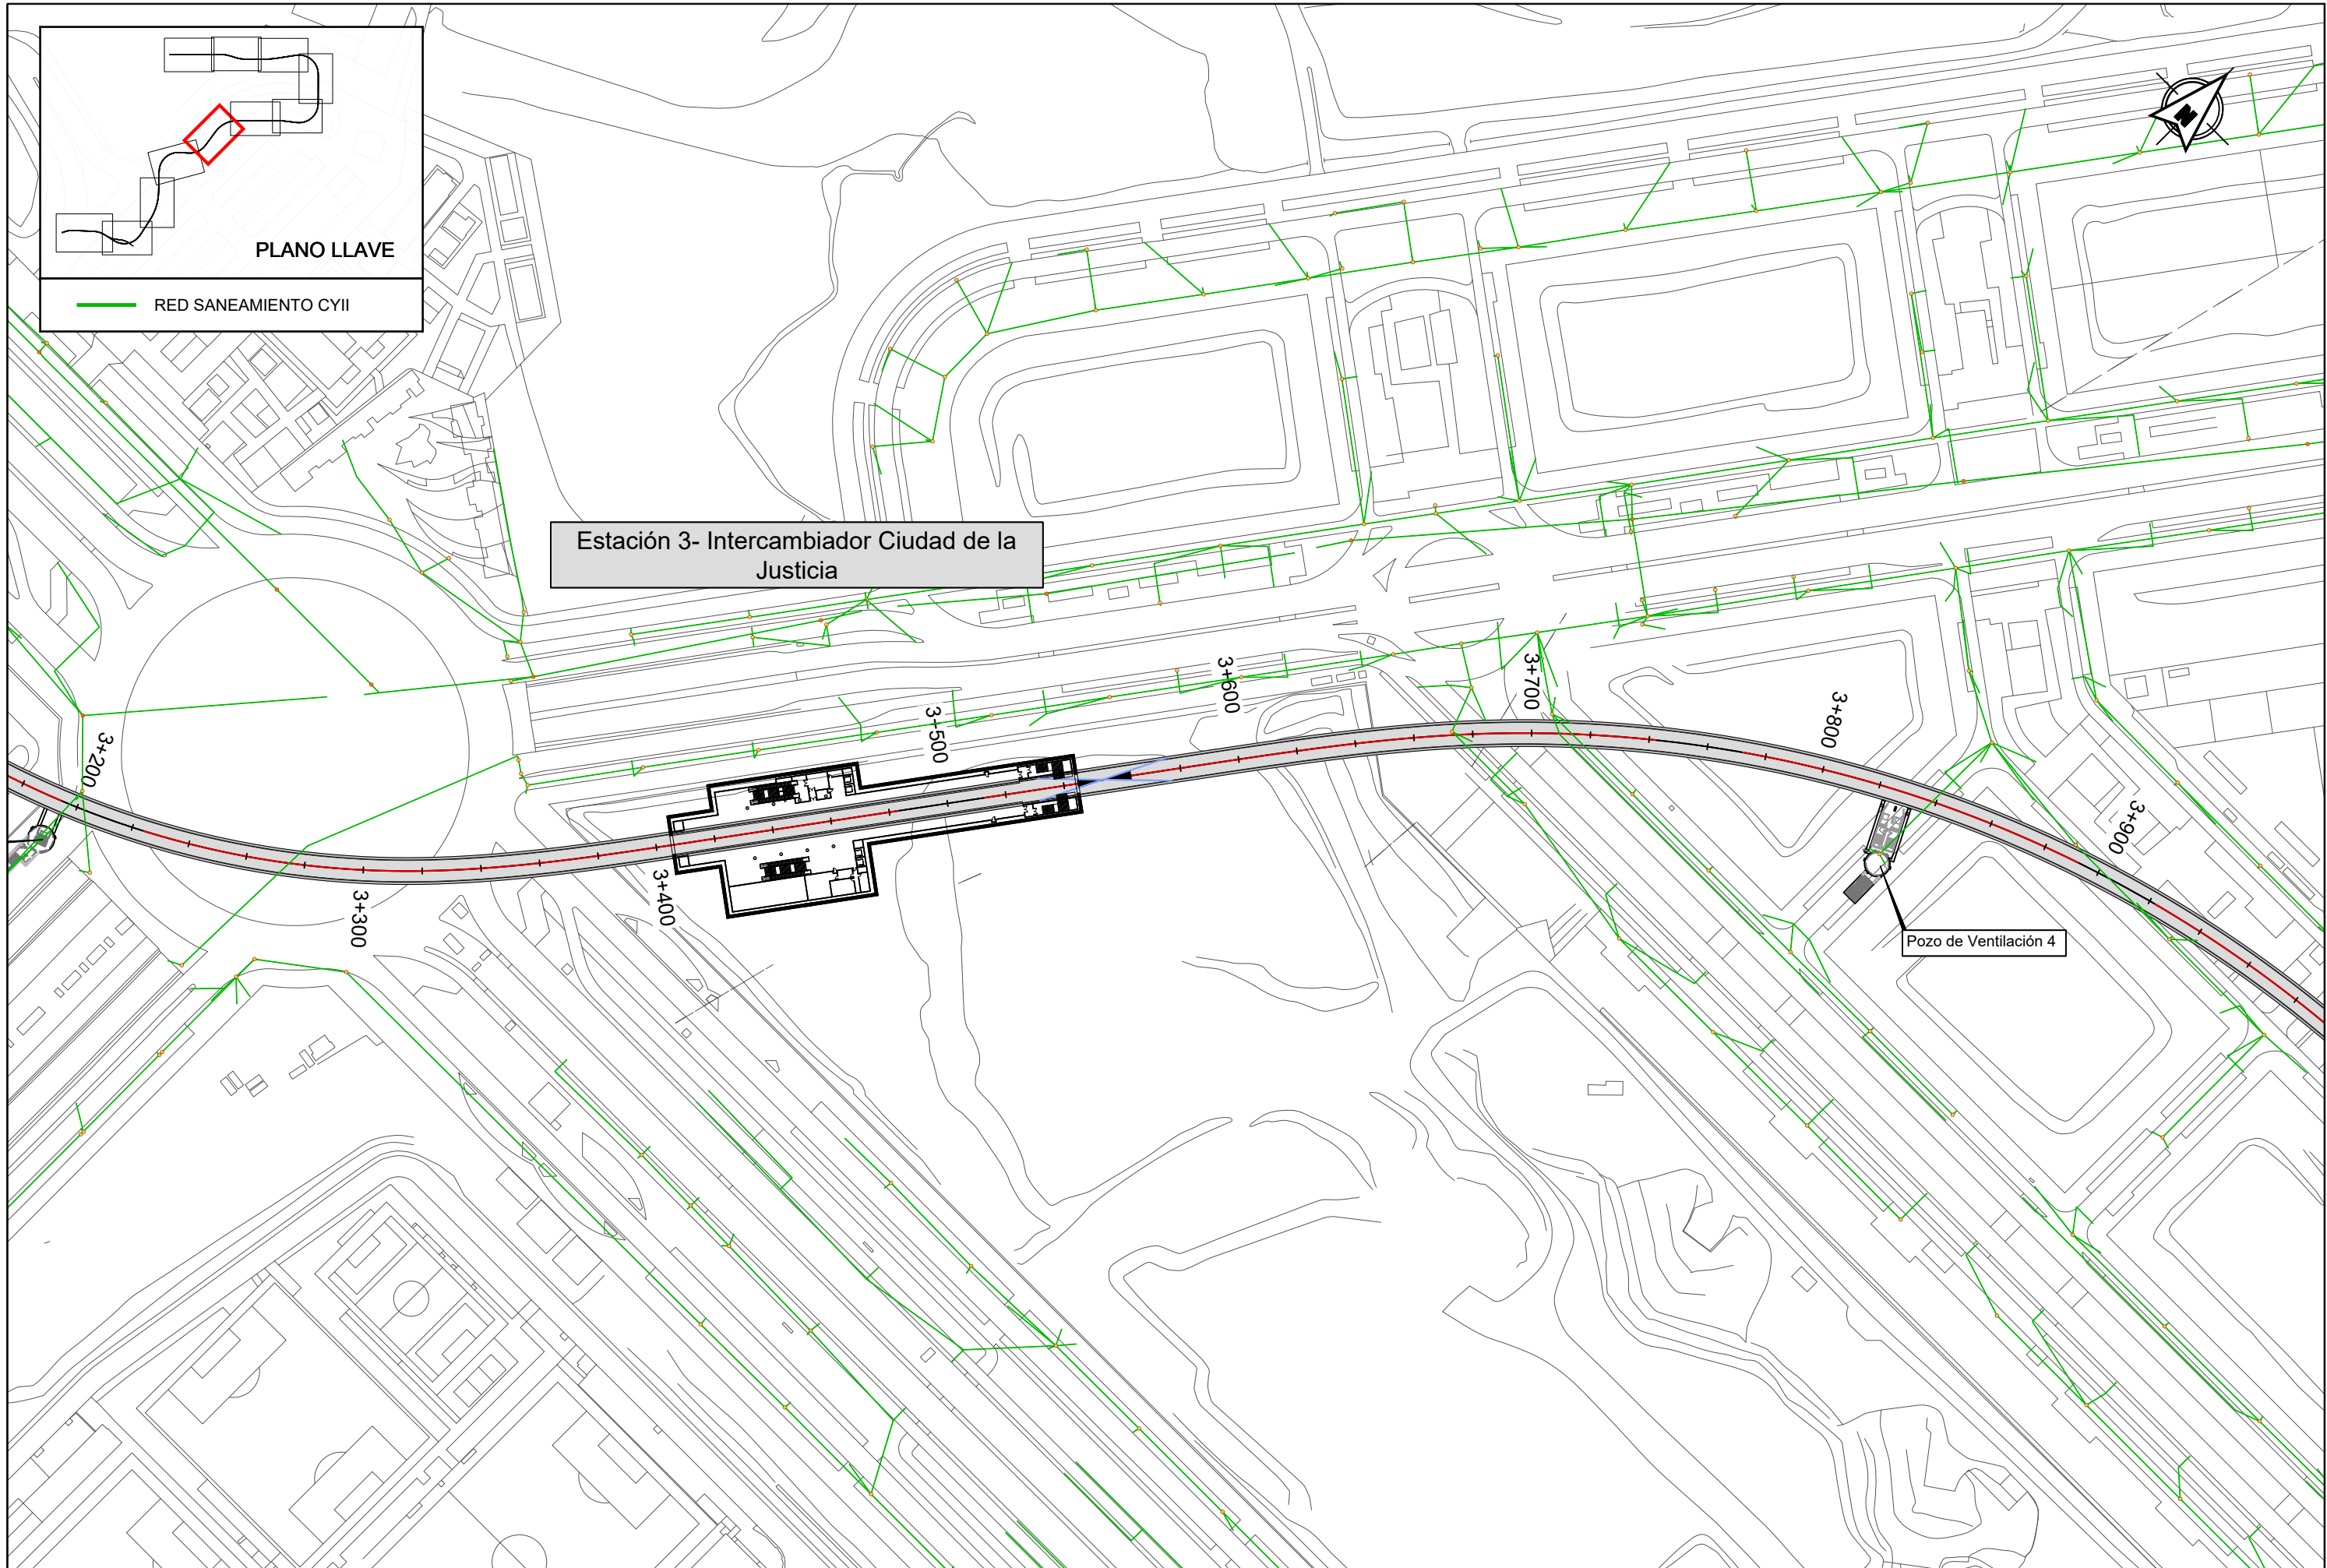 PLANO LLAVE
RED SANEAMIENTO CYII
N
Estación 3- Intercambiador Ciudad de la
Justicia
3+200
3+300
3+400
3+500
3+600
3+700
3+800
3+900
Pozo de Ventilación 4